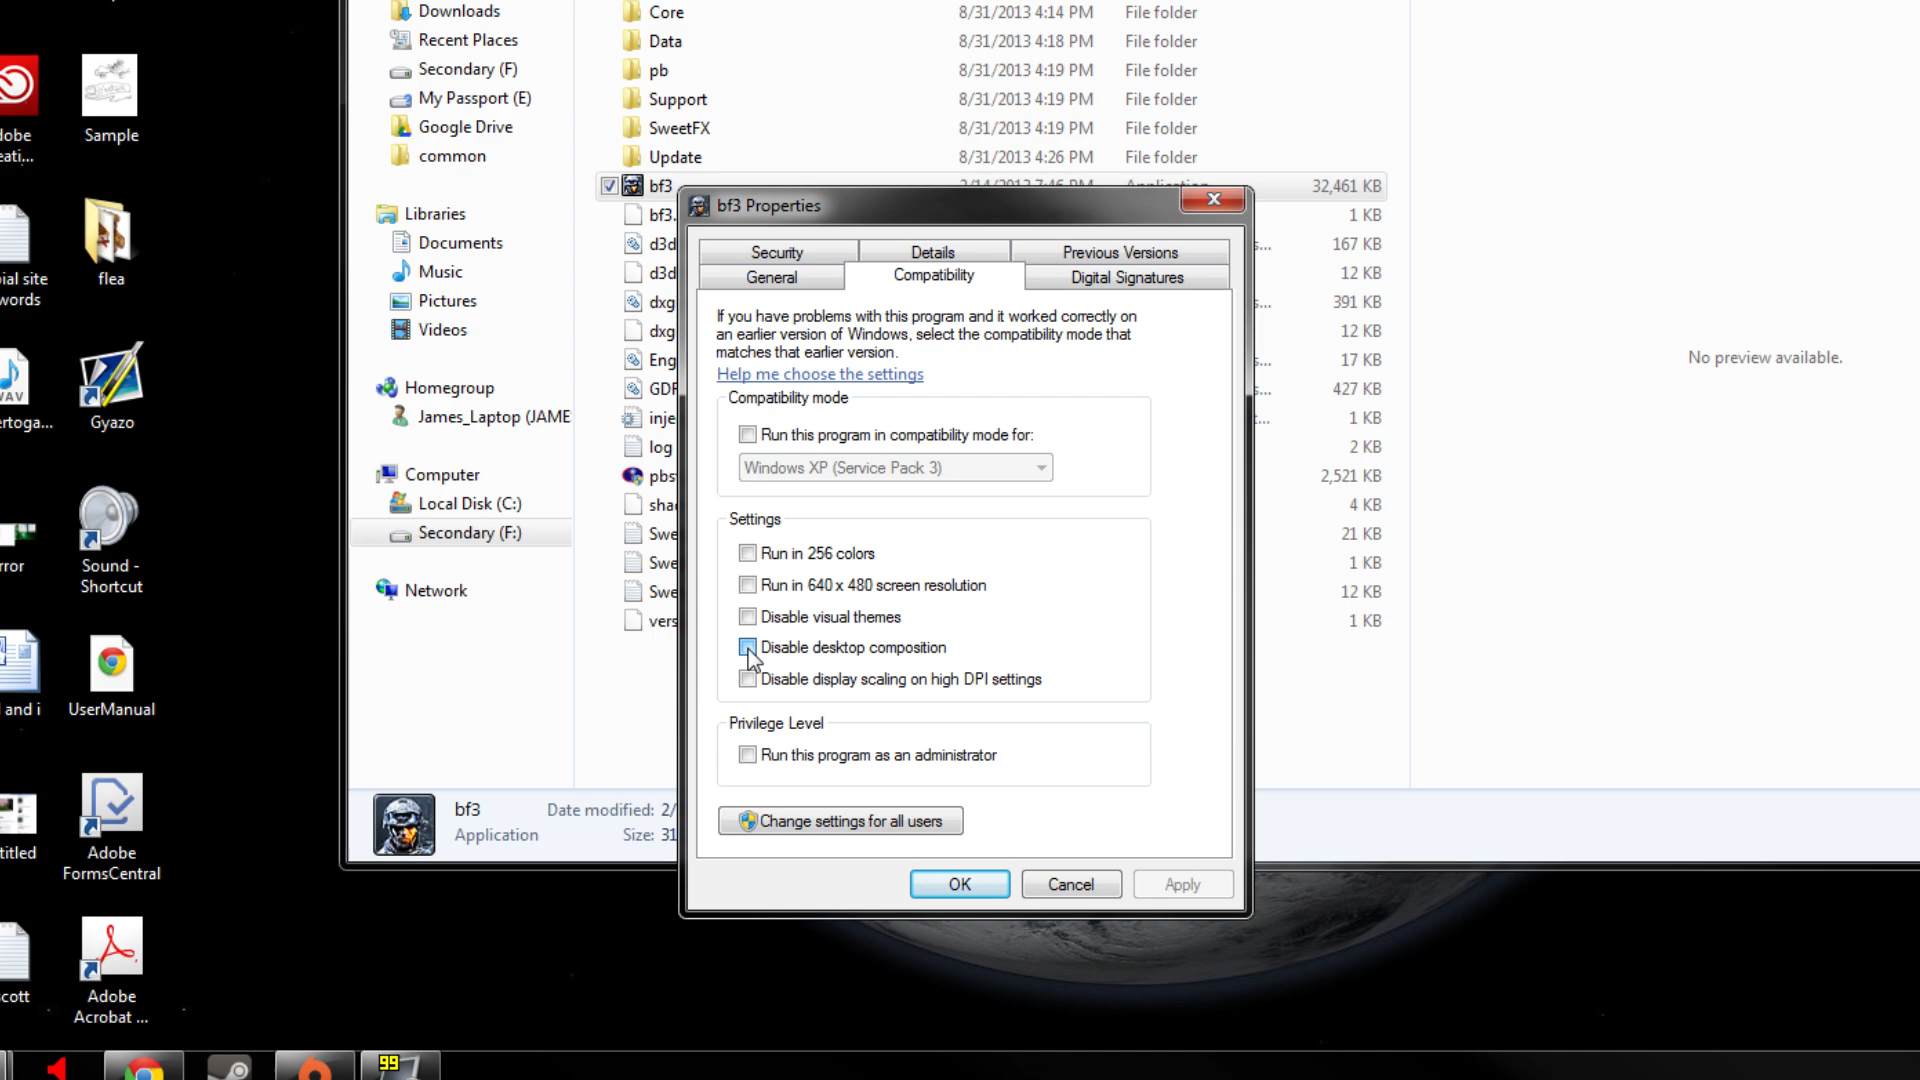 Downloads
Recent Places
Secondary (F)
My Passport (E)
Google Drive
common
Libraries
Documents
Music
Pictures
Videos
Homegroup
James_Laptop (JAME
Computer
Local Disk (C:)
Secondary (F:)
Network
Core 8/31/2013 4:14 PM File folder
Data 8/31/2013 4:18 PM File folder
pb 8/31/2013 4:19 PM File folder
Support 8/31/2013 4:19 PM File folder
SweetFX 8/31/2013 4:19 PM File folder
Update 8/31/2013 4:26 PM File folder
bf3 2/14/2013 7:46 PM Application 32,461 KB
bf3. 1 KB
d3d s... 167 KB
d3d 12 KB
dxg s... 391 KB
dxg 12 KB
Eng s... 17 KB
GDF 427 KB
inje t... 1 KB
log 2 KB
pbs 2,521 KB
sha 4 KB
Swe 21 KB
Swe 1 KB
Swe 12 KB
vers 1 KB
No preview available.
bf3 Properties
Security Details Previous Versions
General Compatibility Digital Signatures
If you have problems with this program and it worked correctly on
an earlier version of Windows, select the compatibility mode that
matches that earlier version.
Help me choose the settings
Compatibility mode
Run this program in compatibility mode for:
Windows XP (Service Pack 3)
Settings
Run in 256 colors
Run in 640 x 480 screen resolution
Disable visual themes
Disable desktop composition
Disable display scaling on high DPI settings
Privilege Level
Run this program as an administrator
Change settings for all users
OK Cancel Apply
bf3 Date modified: 2/
Application Size: 31
dobe
eati...
Sample
ial site
words
flea
WAV
ertoga...
Gyazo
rror
Sound -
Shortcut
and i
UserManual
titled
Adobe
FormsCentral
scott
Adobe
Acrobat ...
99